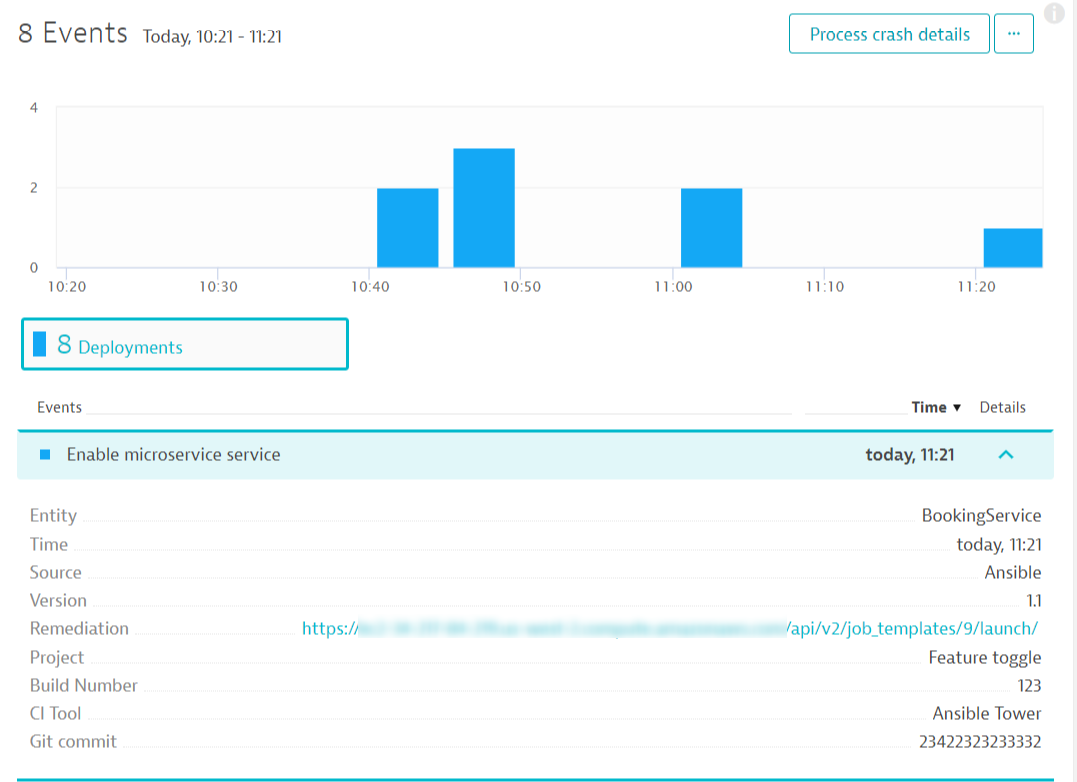 8 Events Today, 10:21 - 11:21 Process crash details ...
4
2
0
10:20 10:30 10:40 10:50 11:00 11:10 11:20
8 Deployments
Events Time ▼ Details
Enable microservice service today, 11:21
Entity BookingService
Time today, 11:21
Source Ansible
Version 1.1
Remediation https:// /api/v2/job_templates/9/launch/
Project Feature toggle
Build Number 123
CI Tool Ansible Tower
Git commit 23422323233332